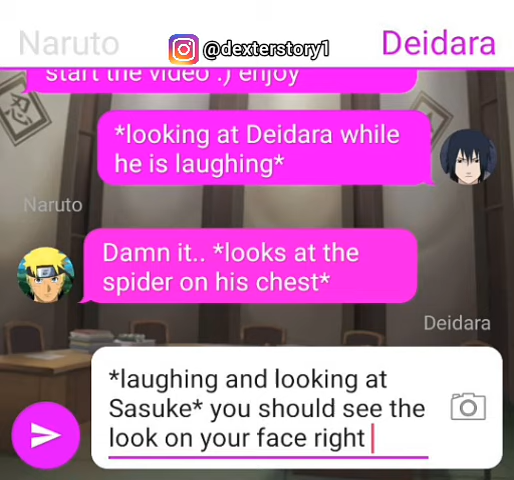 Naruto
@dexterstory1
Deidara
start the video :) enjoy
*looking at Deidara while
he is laughing*
Naruto
Damn it.. *looks at the
spider on his chest*
Deidara
*laughing and looking at
Sasuke* you should see the
look on your face right
忍